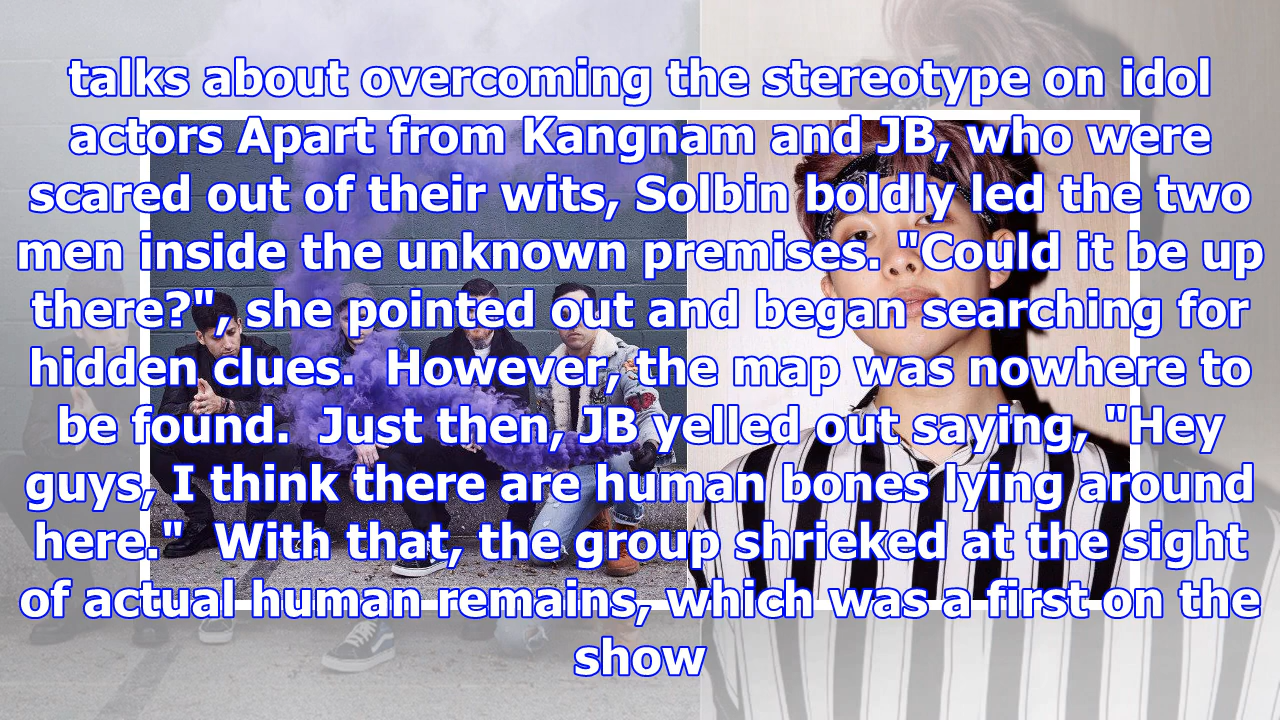 talks about overcoming the stereotype on idol
actors Apart from Kangnam and JB, who were
scared out of their wits, Solbin boldly led the two
men inside the unknown premises.  "Could it be up
there?", she pointed out and began searching for
hidden clues.  However, the map was nowhere to
be found.  Just then, JB yelled out saying, "Hey
guys, I think there are human bones lying around
here."  With that, the group shrieked at the sight
of actual human remains, which was a first on the
show